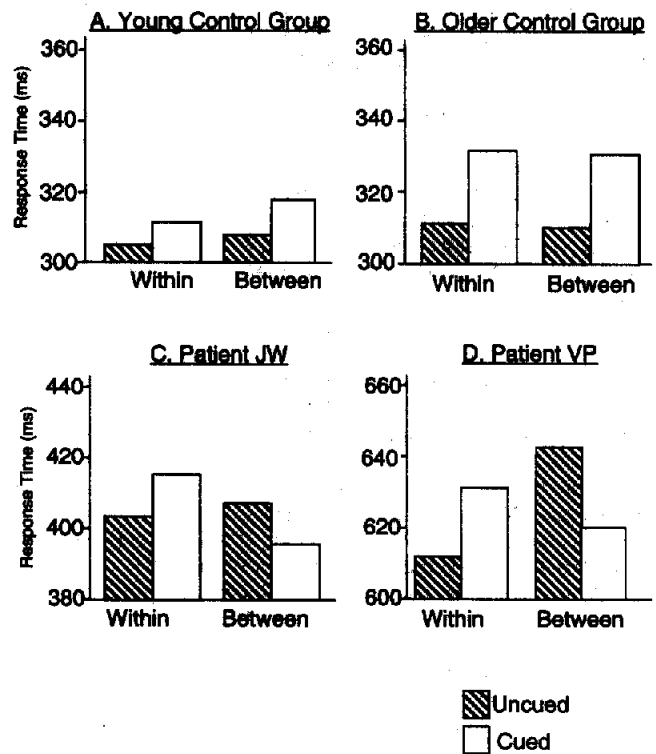 A. Young Control Group
B. Older Control Group
Response Time (ms)
360
340
320
300
Within
Between
360
340
320
300
Within
Between
C. Patient JW
D. Patient VP
Response Time (ms)
440
420
400
380
Within
Between
660
640
620
600
Within
Between
Uncued
Cued